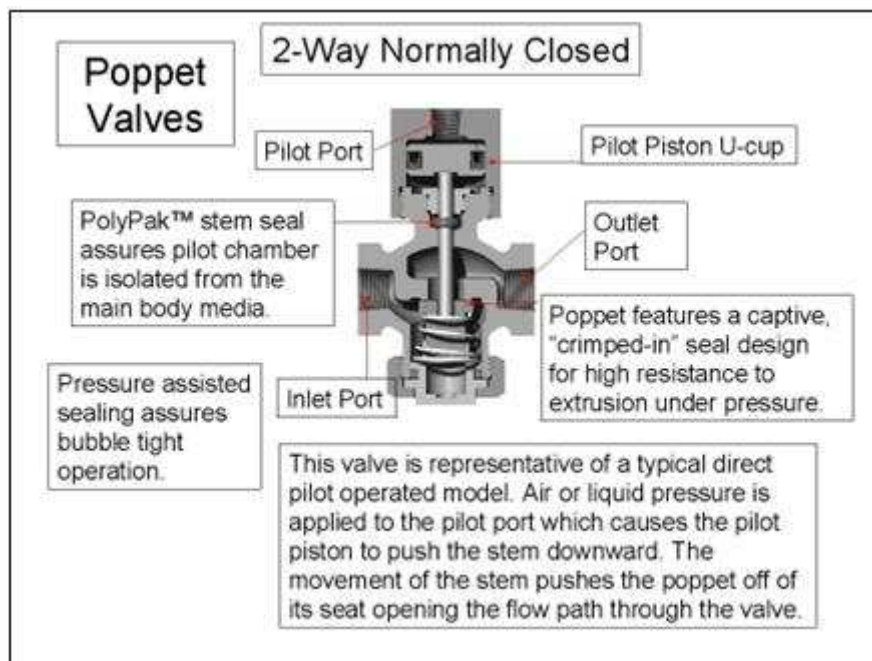 2-Way Normally Closed
Poppet
Valves
Pilot Port
Pilot Piston U-cup
PolyPak™ stem seal
assures pilot chamber
is isolated from the
main body media.
Outlet
Port
Poppet features a captive,
“crimped-in” seal design
for high resistance to
extrusion under pressure.
Inlet Port
Pressure assisted
sealing assures
bubble tight
operation.
This valve is representative of a typical direct
pilot operated model. Air or liquid pressure is
applied to the pilot port which causes the pilot
piston to push the stem downward. The
movement of the stem pushes the poppet off of
its seat opening the flow path through the valve.